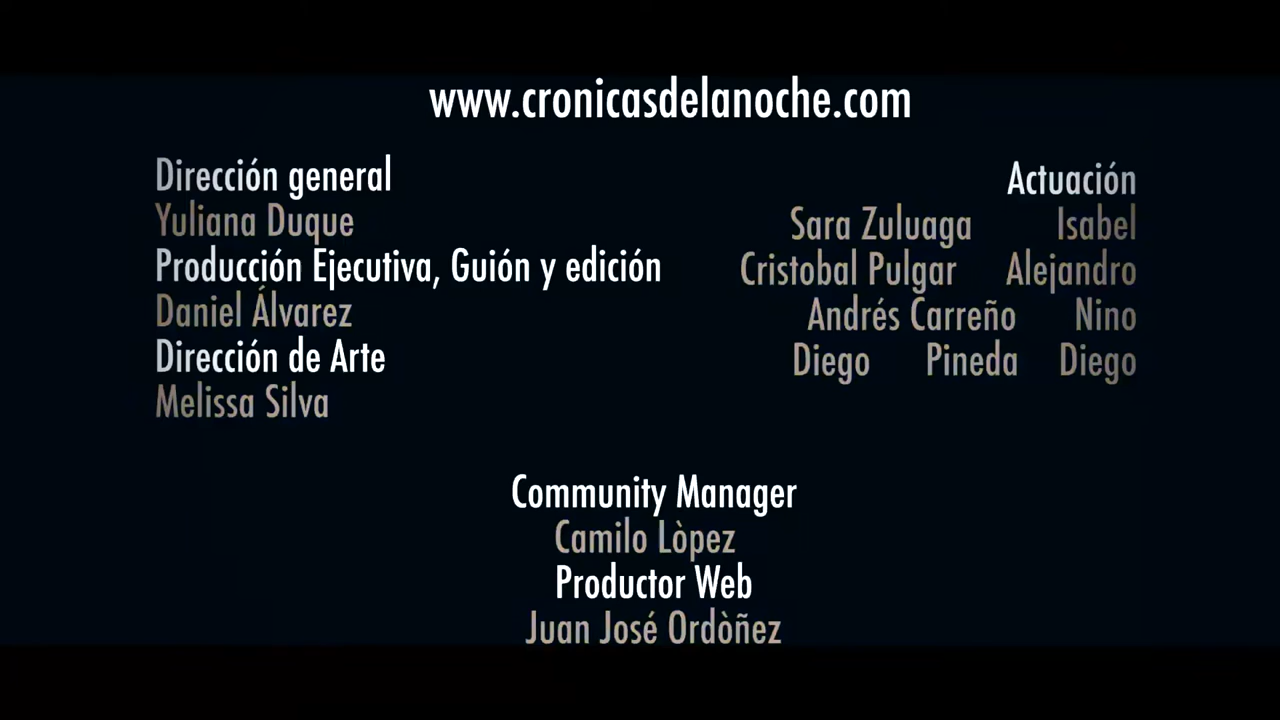 www.cronicasdelanoche.com
Dirección general
Yuliana Duque
Producción Ejecutiva, Guión y edición
Daniel Álvarez
Dirección de Arte
Melissa Silva
Actuación
Sara Zuluaga Isabel
Cristobal Pulgar Alejandro
Andrés Carreño Nino
Diego Pineda Diego
Community Manager
Camilo Lòpez
Productor Web
Juan José Ordòñez